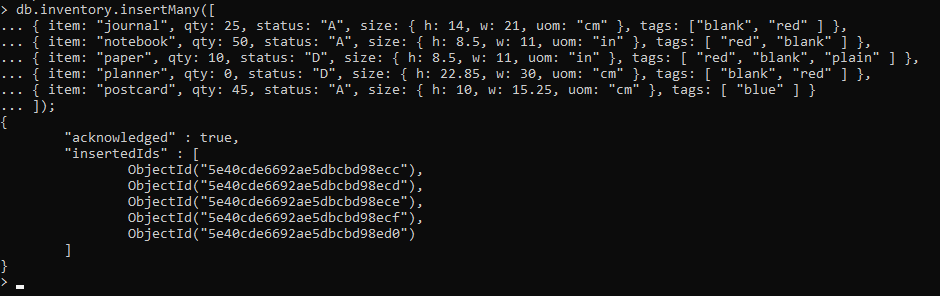 > db.inventory.insertMany([
... { item: "journal", qty: 25, status: "A", size: { h: 14, w: 21, uom: "cm" }, tags: ["blank", "red" ] },
... { item: "notebook", qty: 50, status: "A", size: { h: 8.5, w: 11, uom: "in" }, tags: [ "red", "blank" ] },
... { item: "paper", qty: 10, status: "D", size: { h: 8.5, w: 11, uom: "in" }, tags: [ "red", "blank","plain" ] },
... { item: "planner", qty: 0, status: "D", size: { h: 22.85, w: 30, uom: "cm" }, tags: [ "blank", "red" ] },
... { item: "postcard", qty: 45, status: "A", size: { h: 10, w: 15.25, uom: "cm" }, tags: [ "blue" ] }
... ]);
{
        "acknowledged" : true,
        "insertedIds" : [
                ObjectId("5e40cde6692ae5dbcbd98ecc"),
                ObjectId("5e40cde6692ae5dbcbd98ecd"),
                ObjectId("5e40cde6692ae5dbcbd98ece"),
                ObjectId("5e40cde6692ae5dbcbd98ecf"),
                ObjectId("5e40cde6692ae5dbcbd98ed0")
        ]
}
>